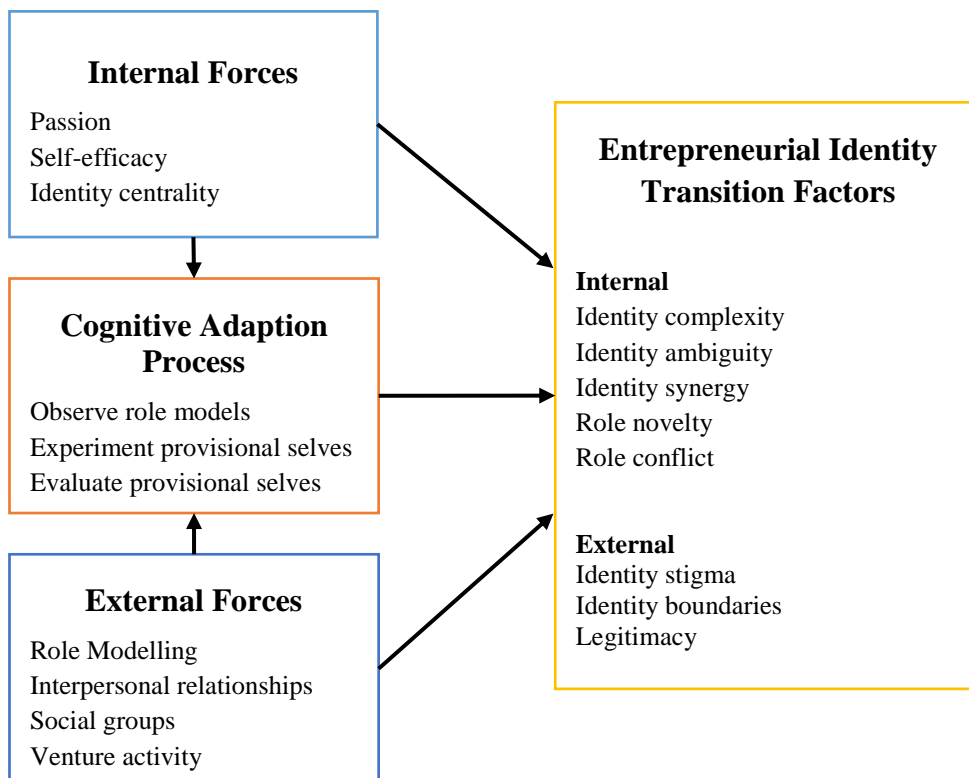 Internal Forces
Passion
Self-efficacy
Identity centrality
Cognitive Adaption
Process
Observe role models
Experiment provisional selves
Evaluate provisional selves
External Forces
Role Modelling
Interpersonal relationships
Social groups
Venture activity
Entrepreneurial Identity
Transition Factors
Internal
Identity complexity
Identity ambiguity
Identity synergy
Role novelty
Role conflict
External
Identity stigma
Identity boundaries
Legitimacy